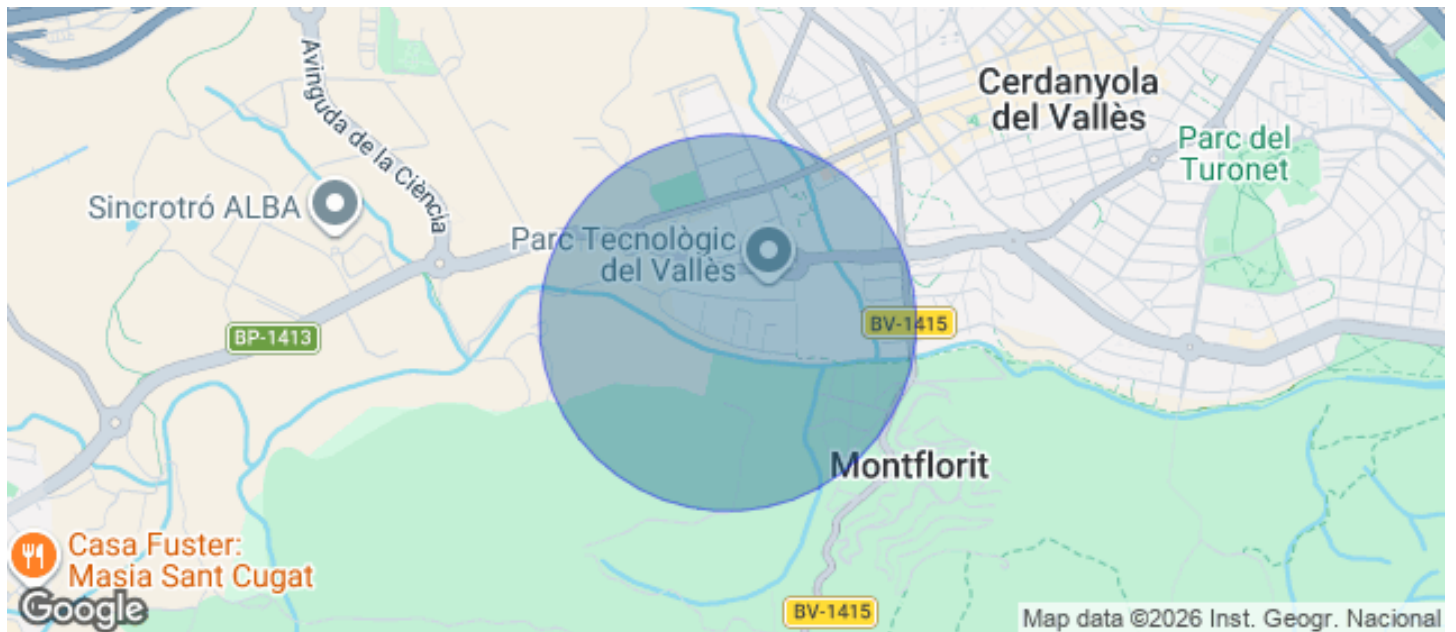 Cerdanyola
del Vallès
Parc del
Turonet
Avinguda de la Ciència
Sincrotró ALBA
Parc Tecnològic
del Vallès
BP-1413
BV-1415
Montflorit
Casa Fuster:
Masia Sant Cugat
Google
BV-1415
Map data ©2026 Inst. Geogr. Nacional